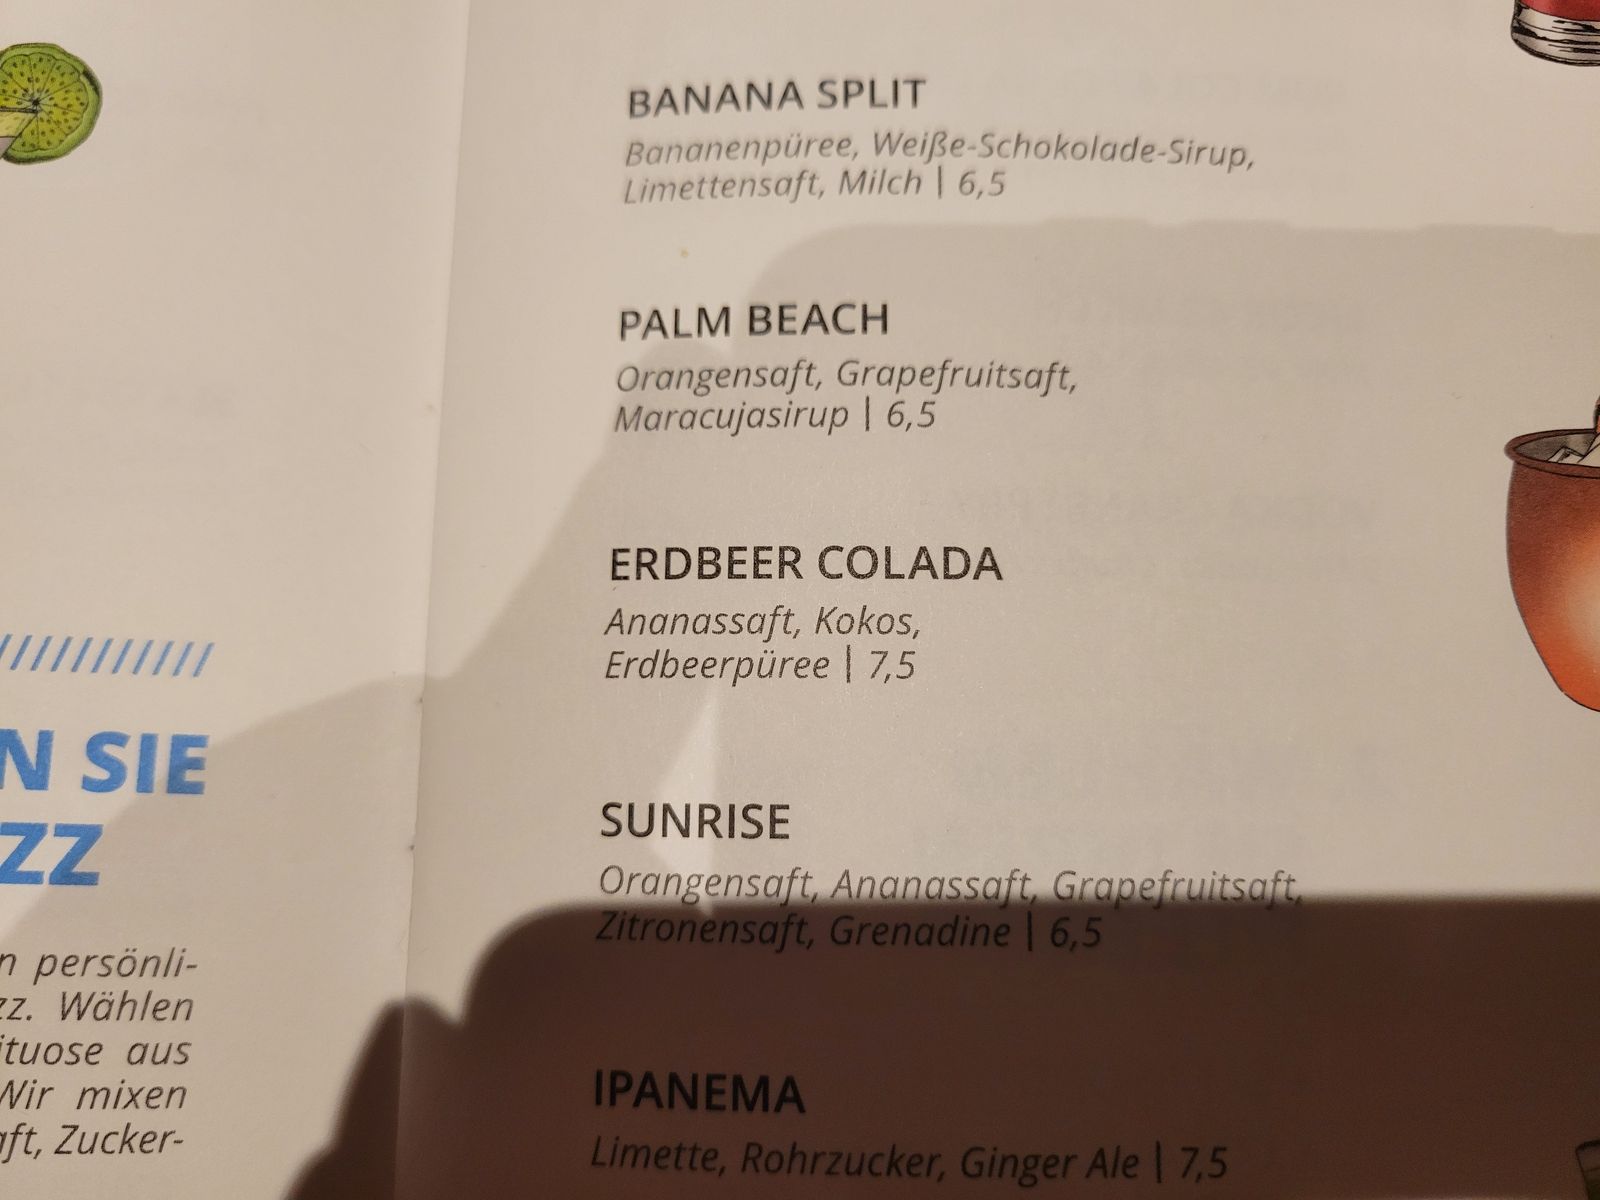 N SIE
ZZ
n persönli-
zz. Wählen
ituose aus
Wir mixen
aft, Zucker-
BANANA SPLIT
Bananenpüree, Weiße-Schokolade-Sirup,
Limettensaft, Milch | 6,5
PALM BEACH
Orangensaft, Grapefruitsaft,
Maracujasirup | 6,5
ERDBEER COLADA
Ananassaft, Kokos,
Erdbeerpüree | 7,5
SUNRISE
Orangensaft, Ananassaft, Grapefruitsaft,
Zitronensaft, Grenadine | 6,5
IPANEMA
Limette, Rohrzucker, Ginger Ale | 7,5